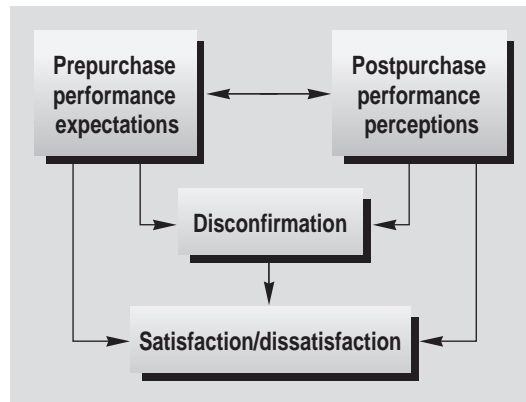 Prepurchase
performance
expectations
Postpurchase
performance
perceptions
Disconfirmation
Satisfaction/dissatisfaction